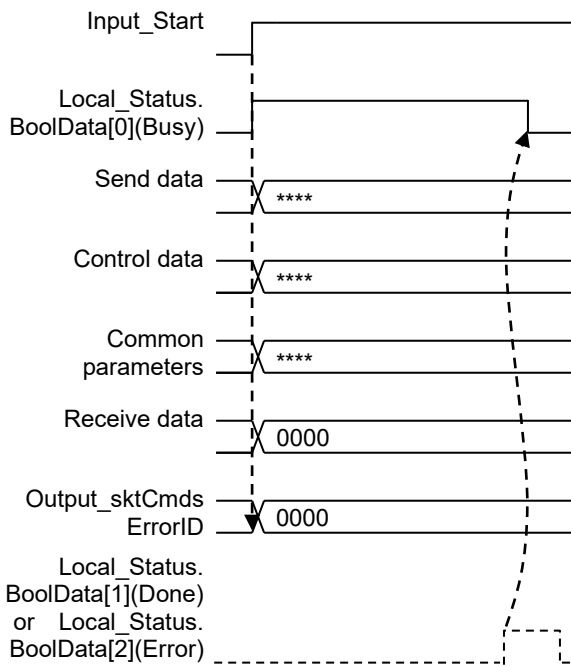 Input_Start
Local_Status.
BoolData[0](Busy)
Send data
****
Control data
****
Common
parameters
****
Receive data
0000
Output_sktCmds
ErrorID
0000
Local_Status.
BoolData[1](Done)
or Local_Status.
BoolData[2](Error)